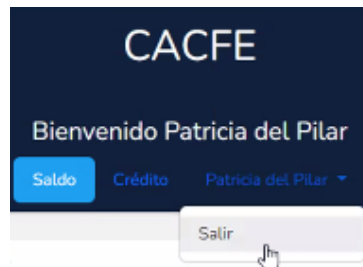 CACFE
Bienvenido Patricia del Pilar
Saldo Crédito Patricia del Pilar
Salir